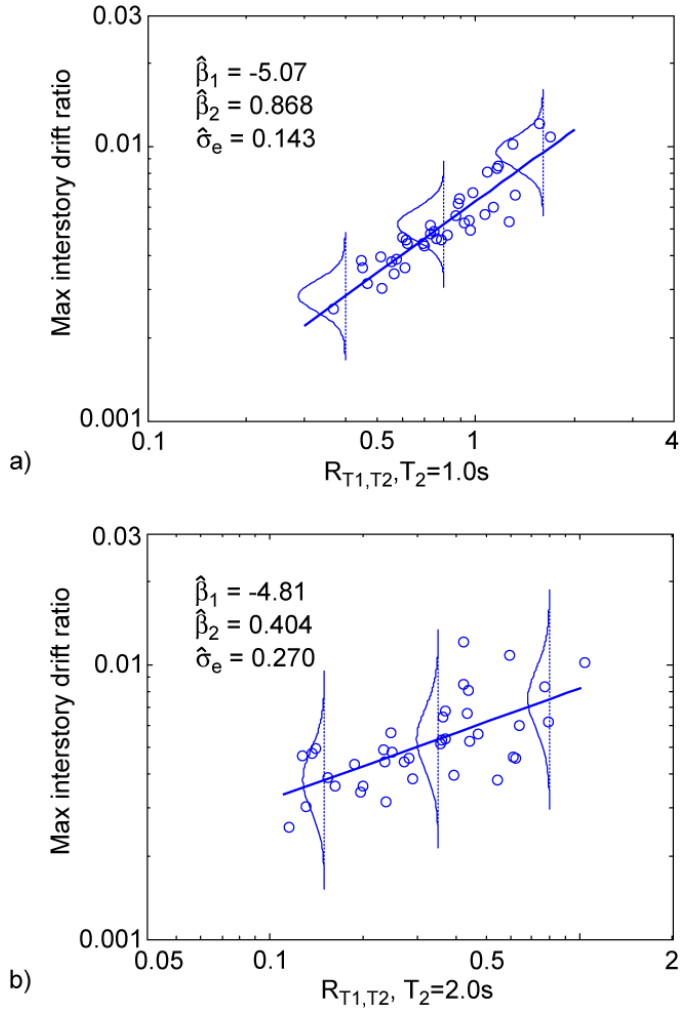 a)
Max interstory drift ratio
0.03
0.01
0.001
β̂₁ = -5.07
β̂₂ = 0.868
σ̂ₑ = 0.143
0.1
0.5
1
4
R_T1,T2, T₂=1.0s
b)
Max interstory drift ratio
0.03
0.01
0.001
β̂₁ = -4.81
β̂₂ = 0.404
σ̂ₑ = 0.270
0.05
0.1
0.5
1
2
R_T1,T2, T₂=2.0s